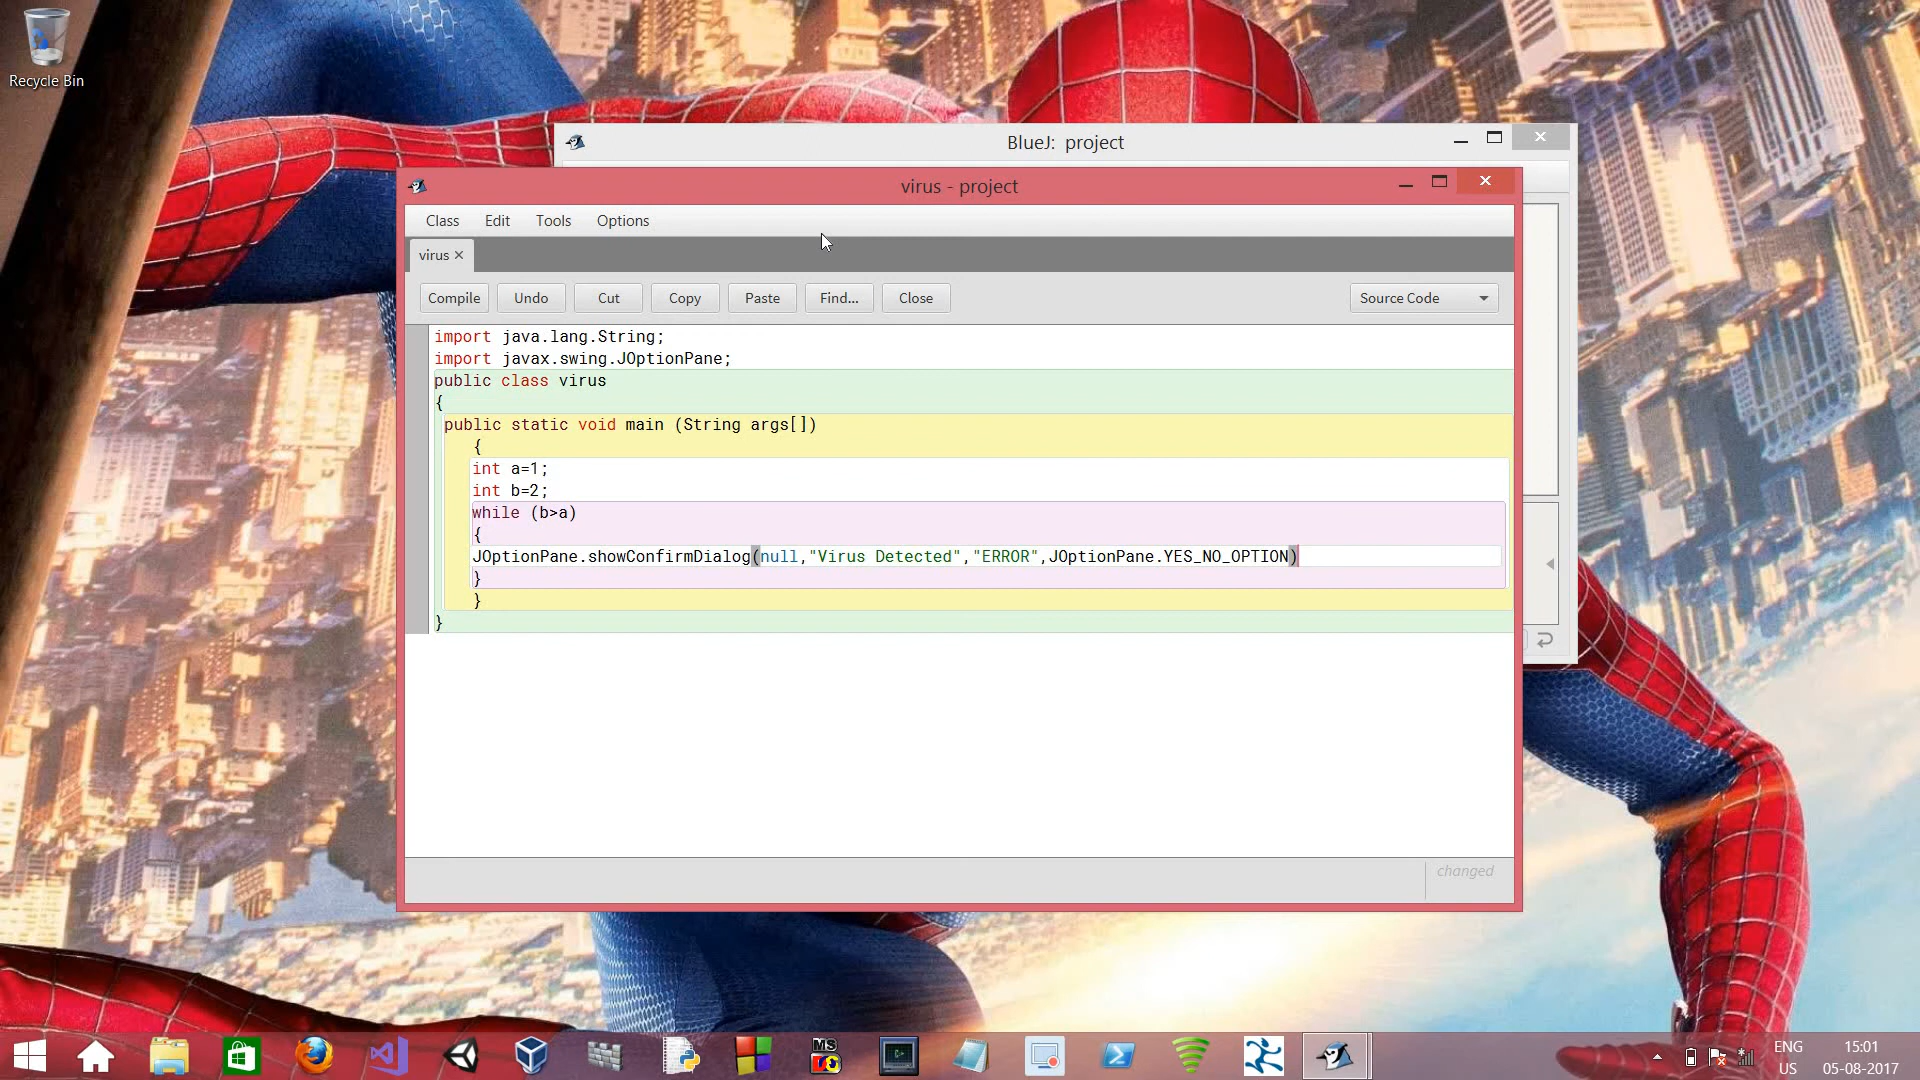 Recycle Bin
BlueJ: project
virus - project
Class Edit Tools Options
virus ×
Compile Undo Cut Copy Paste Find... Close Source Code
import java.lang.String;
import javax.swing.JOptionPane;
public class virus
{
public static void main (String args[])
{
int a=1;
int b=2;
while (b>a)
{
JOptionPane.showConfirmDialog(null,"Virus Detected","ERROR",JOptionPane.YES_NO_OPTION)
}
}
}
changed
MS
ENG 15:01
US 05-08-2017